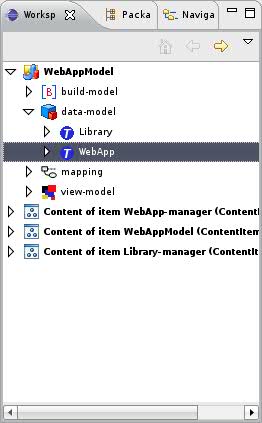 Worksp Packa Naviga
WebAppModel
[B] build-model
data-model
T Library
T WebApp
mapping
view-model
Content of item WebApp-manager (ContentI
Content of item WebAppModel (ContentItem
Content of item Library-manager (ContentIt